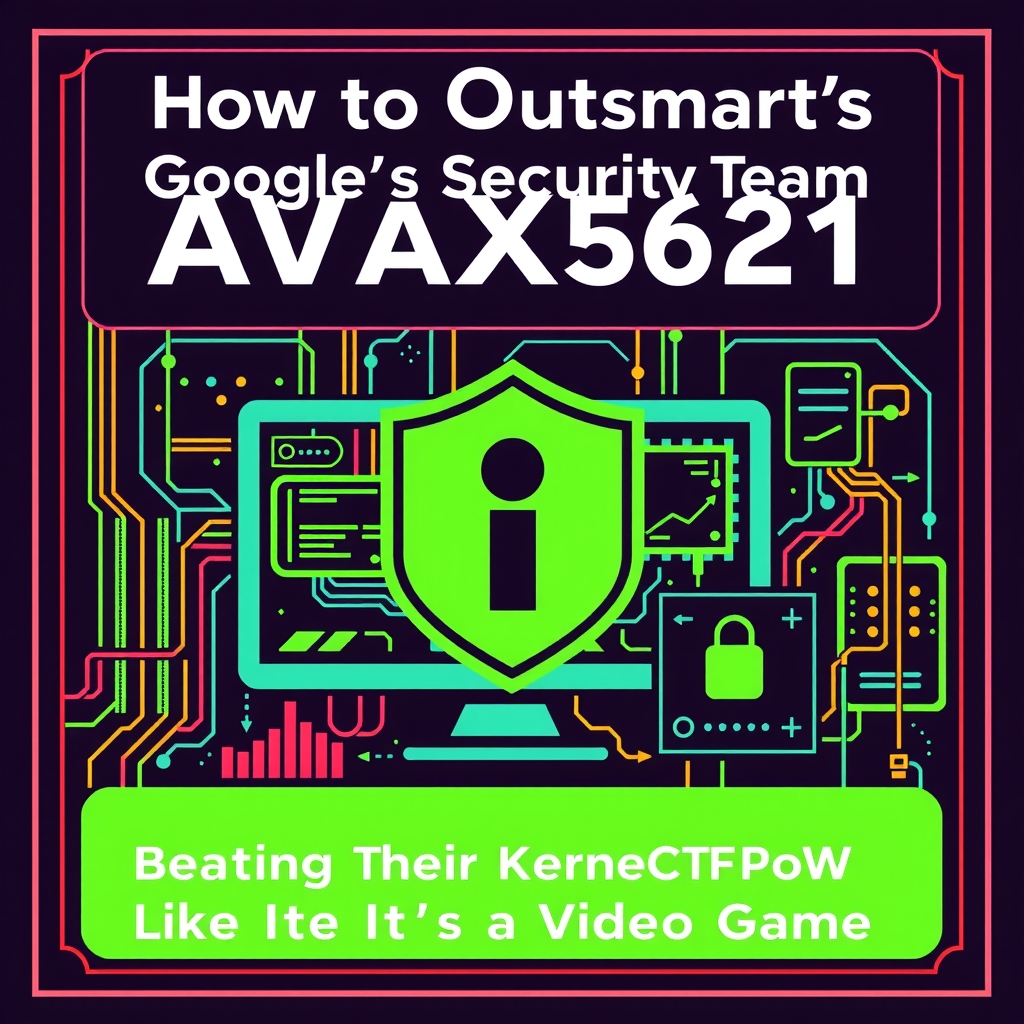 How to Outsmart's
Google's Security Team
AVAX5621
Beating Their KerneCTFPoW
Like Ite It's a Video Game